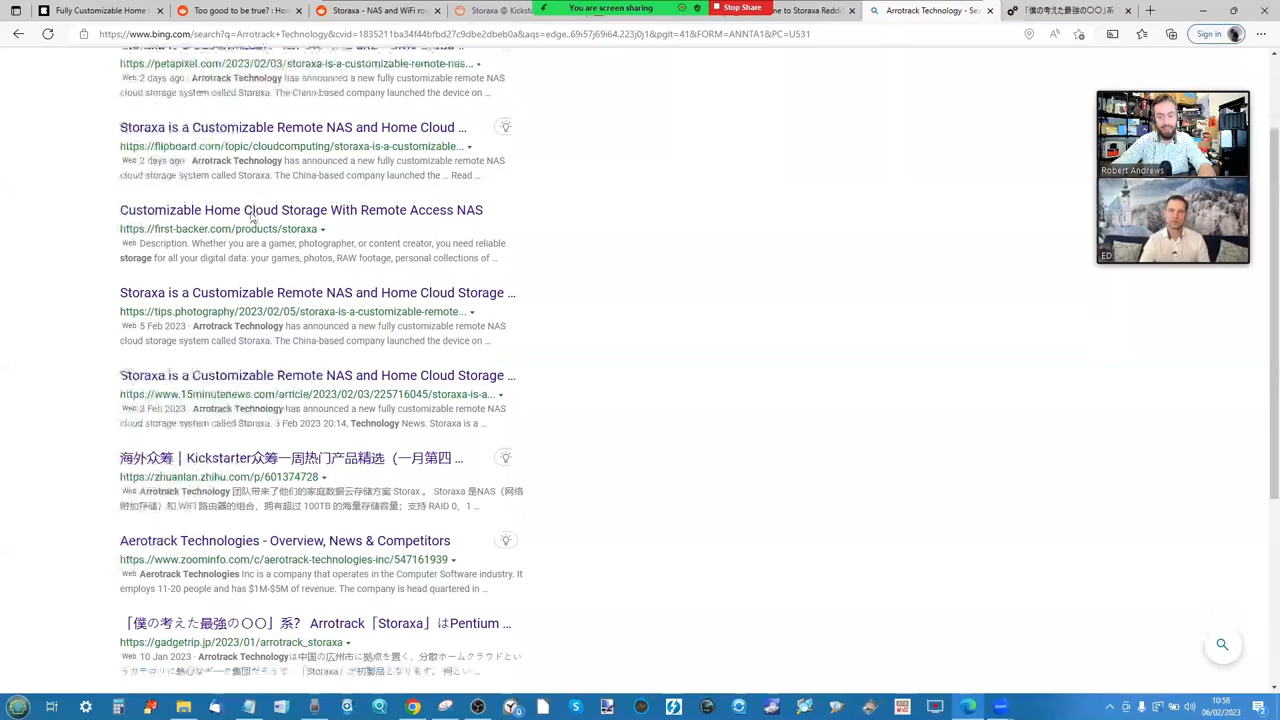 Fully Customizable Home
Too good to be true? : Ho
Storaxa - NAS and WiFi ro
Storaxa @Kickst
You are screen sharing
Stop Share
ne to Storaxa Reddi
Arrotrack Technology - Sea
「僕の考えた最強の〇〇」系?
https://www.bing.com/search?q=Arrotrack+Technology&cvid=1835211ba34f44bfbd27c9dbe2dbeb0a&aqs=edge..69i57j69i64.223j0j1&pglt=41&FORM=ANNTA1&PC=U531
Sign in
https://petapixel.com/2023/02/03/storaxa-is-a-customizable-remote-nas...
Web 2 days ago · Arrotrack Technology has announced a new fully customizable remote NAS
cloud storage system called Storaxa. The China-based company launched the device on ...
Storaxa is a Customizable Remote NAS and Home Cloud ...
https://flipboard.com/topic/cloudcomputing/storaxa-is-a-customizable...
Web 2 days ago · Arrotrack Technology has announced a new fully customizable remote NAS
cloud storage system called Storaxa. The China-based company launched the ... Read ...
Customizable Home Cloud Storage With Remote Access NAS
https://first-backer.com/products/storaxa
Web Description. Whether you are a gamer, photographer, or content creator, you need reliable
storage for all your digital data: your games, photos, RAW footage, personal collections of ...
Storaxa is a Customizable Remote NAS and Home Cloud Storage ...
https://tips.photography/2023/02/05/storaxa-is-a-customizable-remote...
Web 5 Feb 2023 · Arrotrack Technology has announced a new fully customizable remote NAS
cloud storage system called Storaxa. The China-based company launched the device on ...
Storaxa is a Customizable Remote NAS and Home Cloud Storage ...
https://www.15minutenews.com/article/2023/02/03/225716045/storaxa-is-a...
Web 3 Feb 2023 · Arrotrack Technology has announced a new fully customizable remote NAS
cloud storage system called Storaxa. 3 Feb 2023 20:14, Technology News. Storaxa is a ...
海外众筹 | Kickstarter众筹一周热门产品精选（一月第四 ...
https://zhuanlan.zhihu.com/p/601374728
Web Arrotrack Technology 团队带来了他们的家庭数据云存储方案 Storax 。 Storaxa 是NAS（网络
附加存储）和 WiFi 路由器的组合，拥有超过 100TB 的海量存储容量；支持 RAID 0、1 ...
Aerotrack Technologies - Overview, News & Competitors
https://www.zoominfo.com/c/aerotrack-technologies-inc/547161939
Web Aerotrack Technologies Inc is a company that operates in the Computer Software industry. It
employs 11-20 people and has $1M-$5M of revenue. The company is head quartered in ...
「僕の考えた最強の〇〇」系? Arrotrack「Storaxa」はPentium ...
https://gadgetrip.jp/2023/01/arrotrack_storaxa
Web 10 Jan 2023 · Arrotrack Technologyは中国の広州市に拠点を置く、分散ホームクラウドとい
Robert Andrews
ED
10:58
06/02/2023